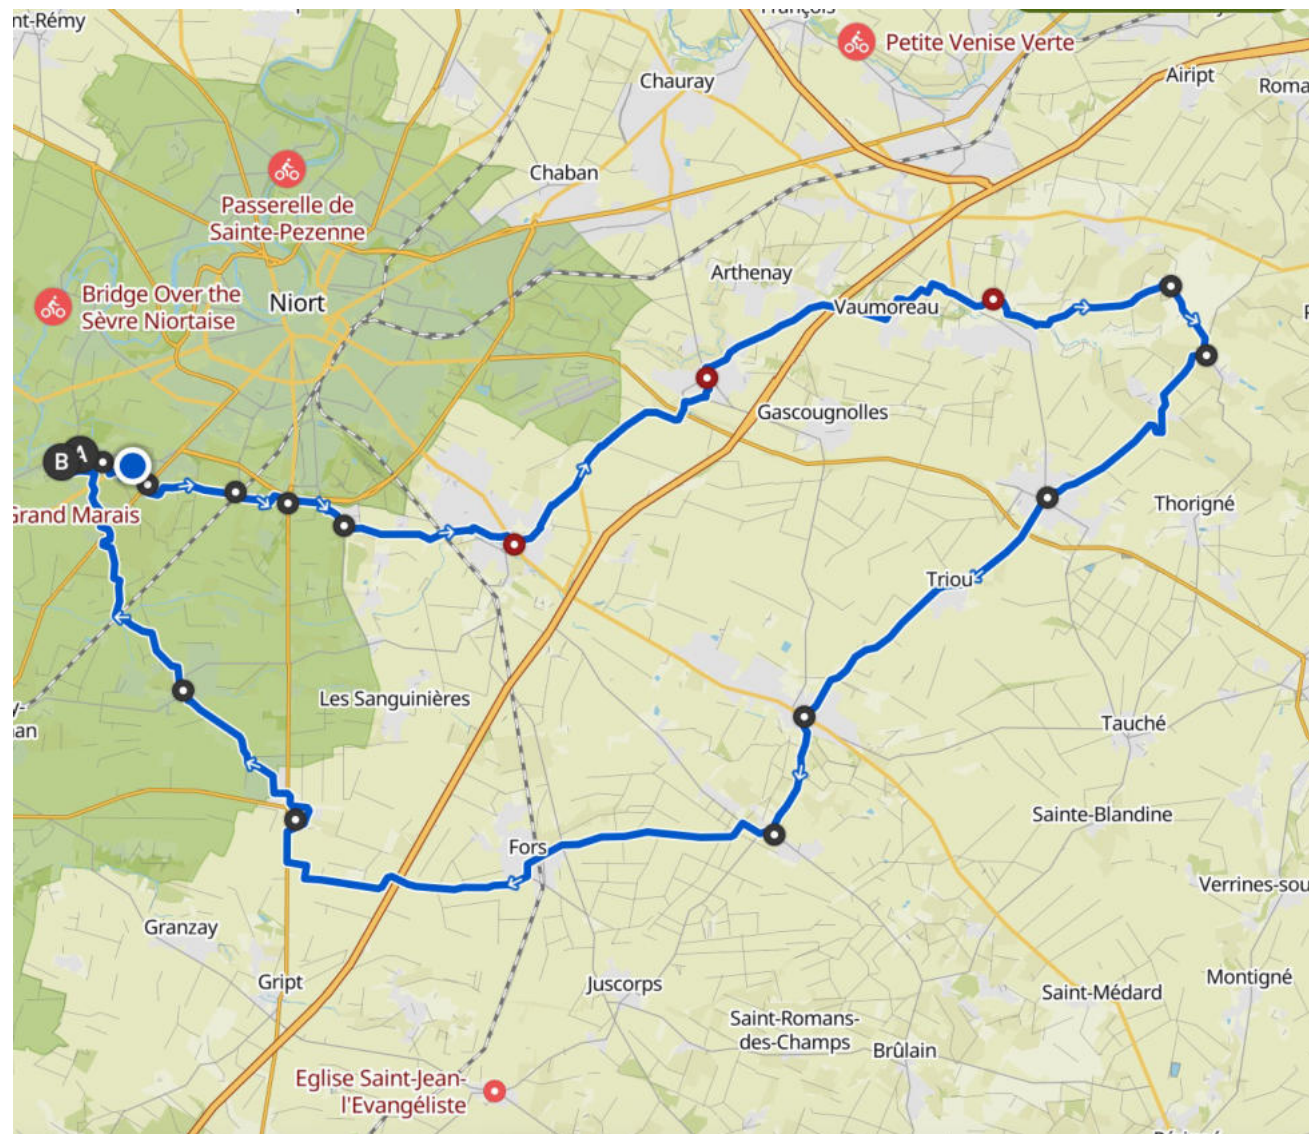 nt-Rémy
François
Petite Venise Verte
Chauray
Aiript
Roma
Chaban
Passerelle de
Sainte-Pezenne
Arthenay
Bridge Over the
Sèvre Niortaise
Niort
Vaumoreau
Gascougnolles
B
A
Thorigné
Grand Marais
Triou
Les Sanguinières
y-
an
Tauché
Sainte-Blandine
Fors
Verrines-sou
Granzay
Gript
Juscorps
Montigné
Saint-Médard
Saint-Romans-
des-Champs
Brûlain
Eglise Saint-Jean-
l'Evangéliste